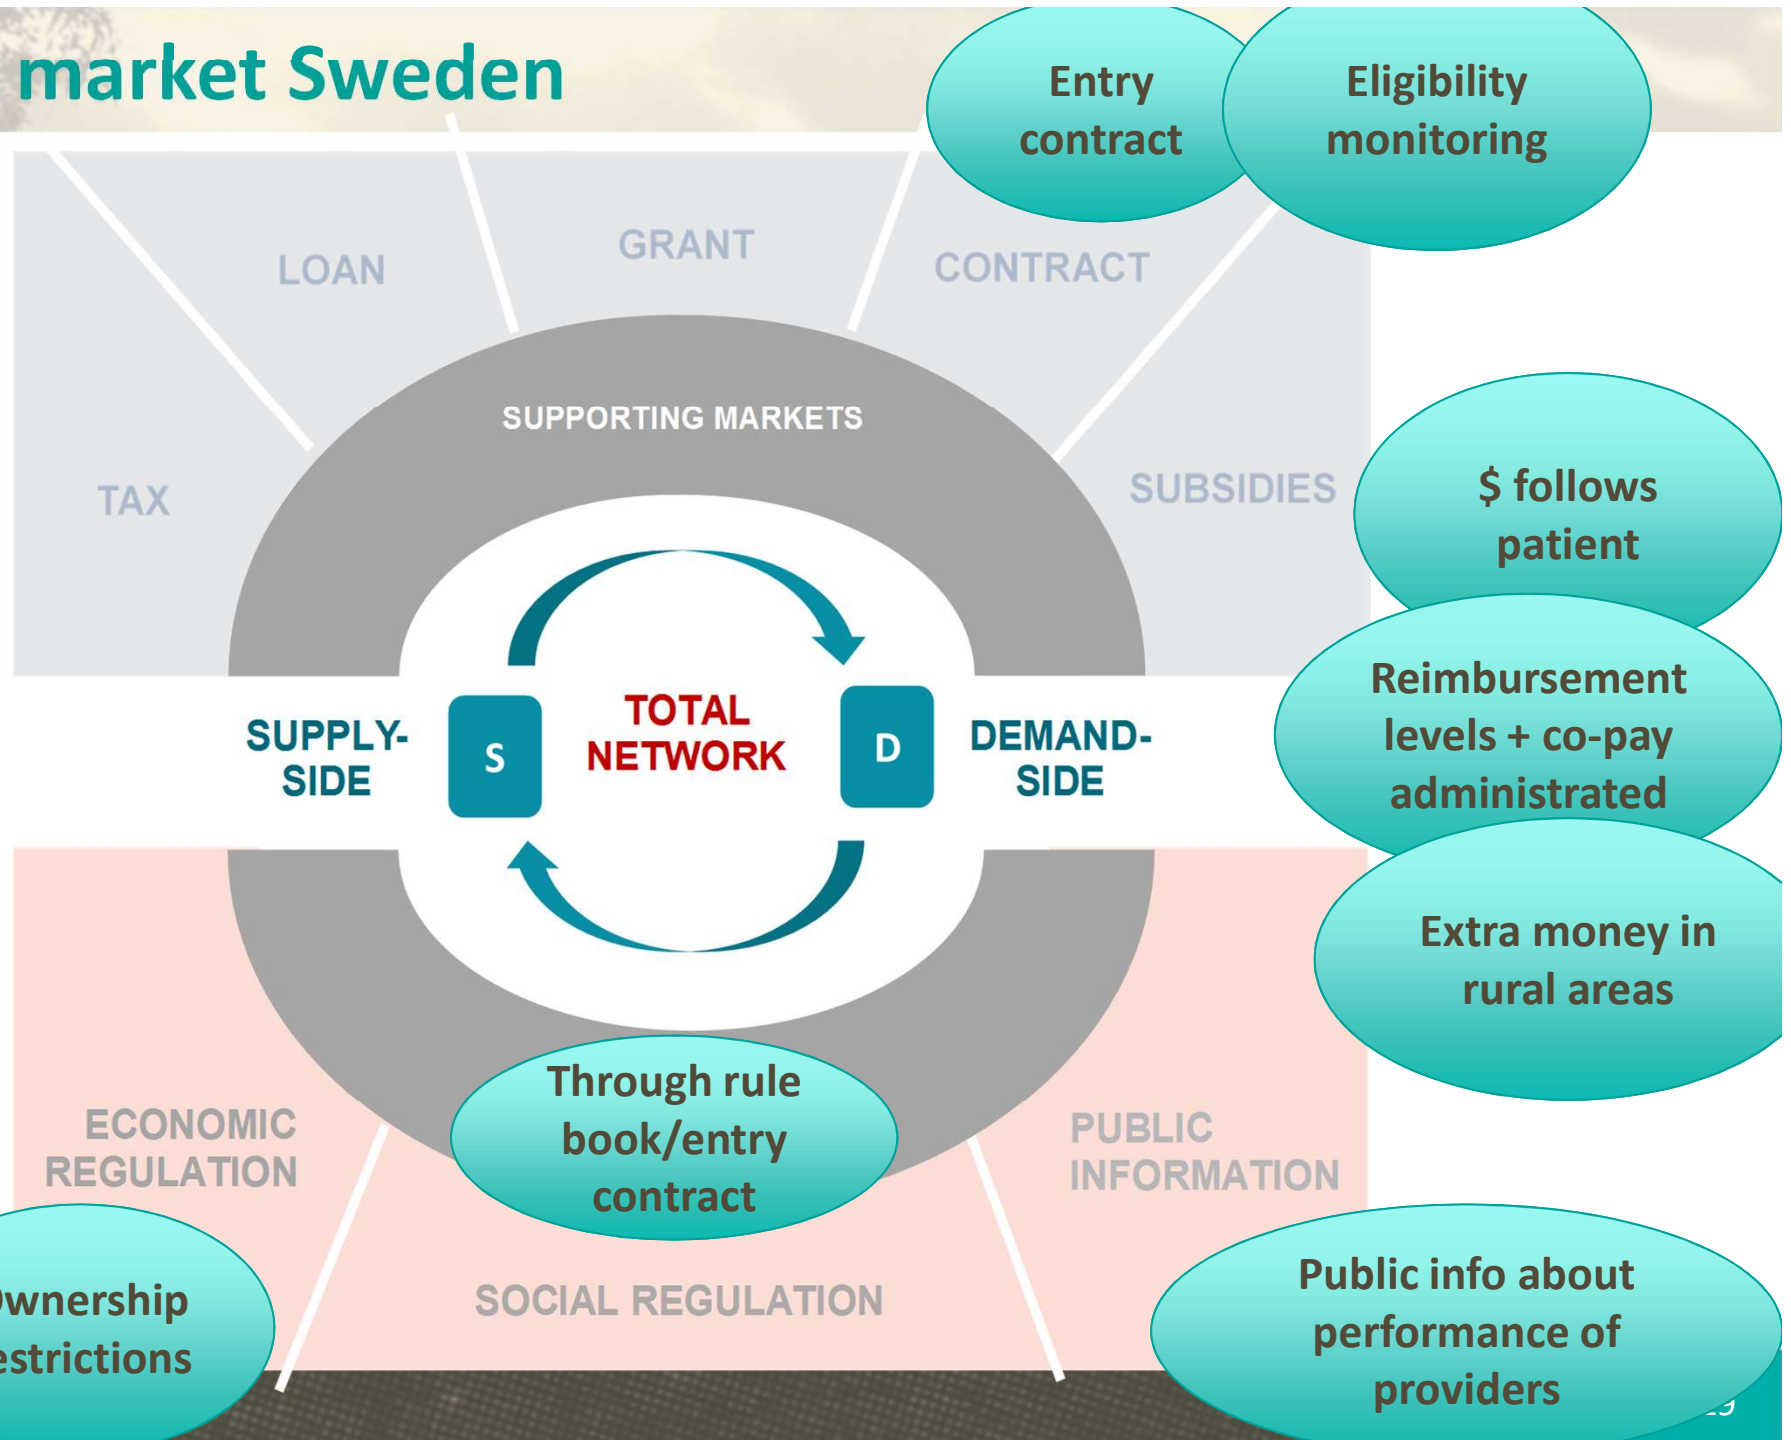 market Sweden
Entry
contract
Eligibility
monitoring
LOAN
GRANT
CONTRACT
SUPPORTING MARKETS
TAX
SUBSIDIES
$ follows
patient
SUPPLY-
SIDE
S
TOTAL
NETWORK
D
DEMAND-
SIDE
Reimbursement
levels + co-pay
administrated
Extra money in
rural areas
Through rule
book/entry
contract
ECONOMIC
REGULATION
PUBLIC
INFORMATION
SOCIAL REGULATION
wnership
estrictions
Public info about
performance of
providers